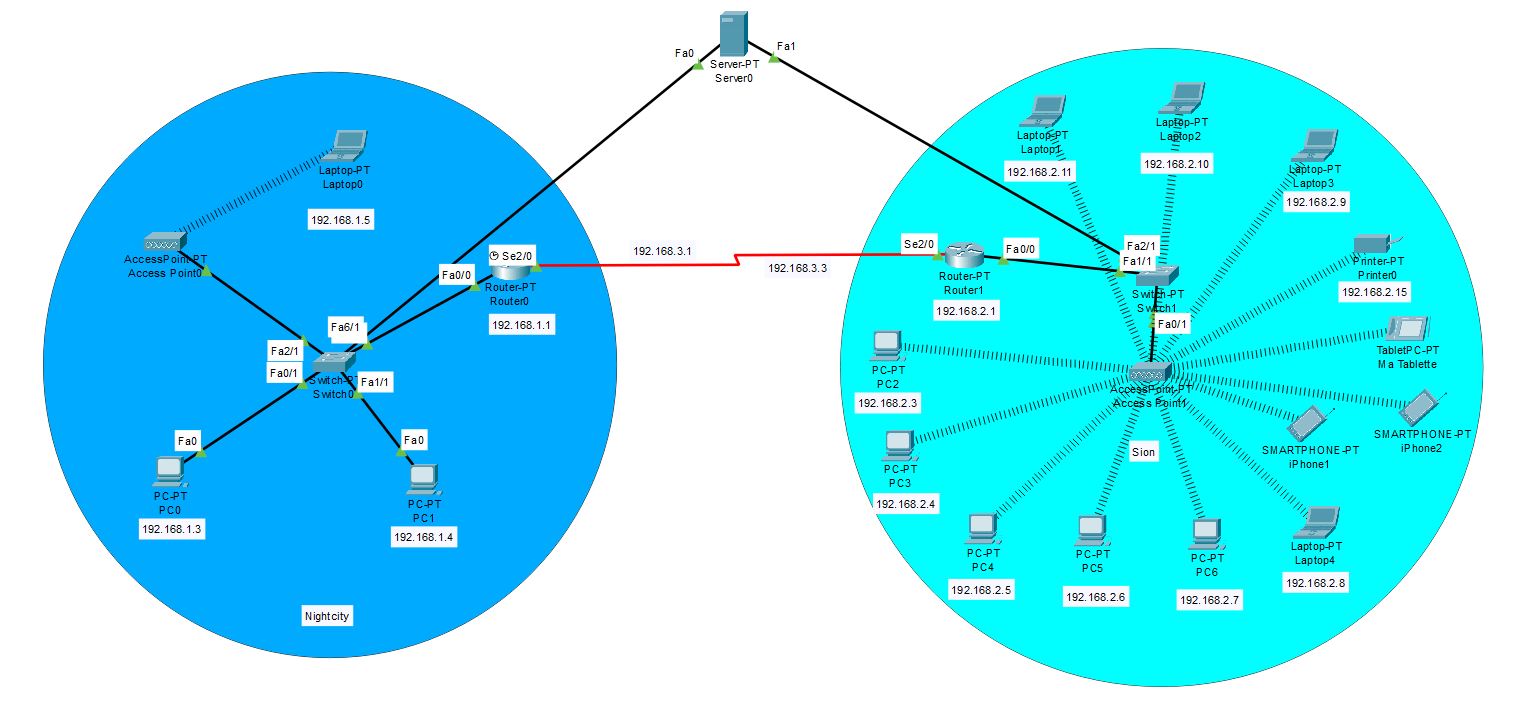 Fa0
Fa1
Server-PT
Server0
Laptop-PT
Laptop0
192.168.1.5
AccessPoint-PT
Access Point0
Fa0/0
Se2/0
Router-PT
Router0
192.168.1.1
Fa6/1
Fa2/1
Fa0/1
Switch-PT
Switch0
Fa1/1
Fa0
PC-PT
PC0
192.168.1.3
Fa0
PC-PT
PC1
192.168.1.4
Nightcity
192.168.3.1
192.168.3.3
Laptop-PT
Laptop1
192.168.2.11
Laptop-PT
Laptop2
192.168.2.10
Laptop-PT
Laptop3
192.168.2.9
Se2/0
Fa0/0
Router-PT
Router1
192.168.2.1
Fa2/1
Fa1/1
Switch-PT
Switch1
Fa0/1
Printer-PT
Printer0
192.168.2.15
TabletPC-PT
Ma Tablette
PC-PT
PC2
192.168.2.3
AccessPoint-PT
Access Point1
SMARTPHONE-PT
iPhone1
SMARTPHONE-PT
iPhone2
Sion
PC-PT
PC3
192.168.2.4
PC-PT
PC4
192.168.2.5
PC-PT
PC5
192.168.2.6
PC-PT
PC6
192.168.2.7
Laptop-PT
Laptop4
192.168.2.8